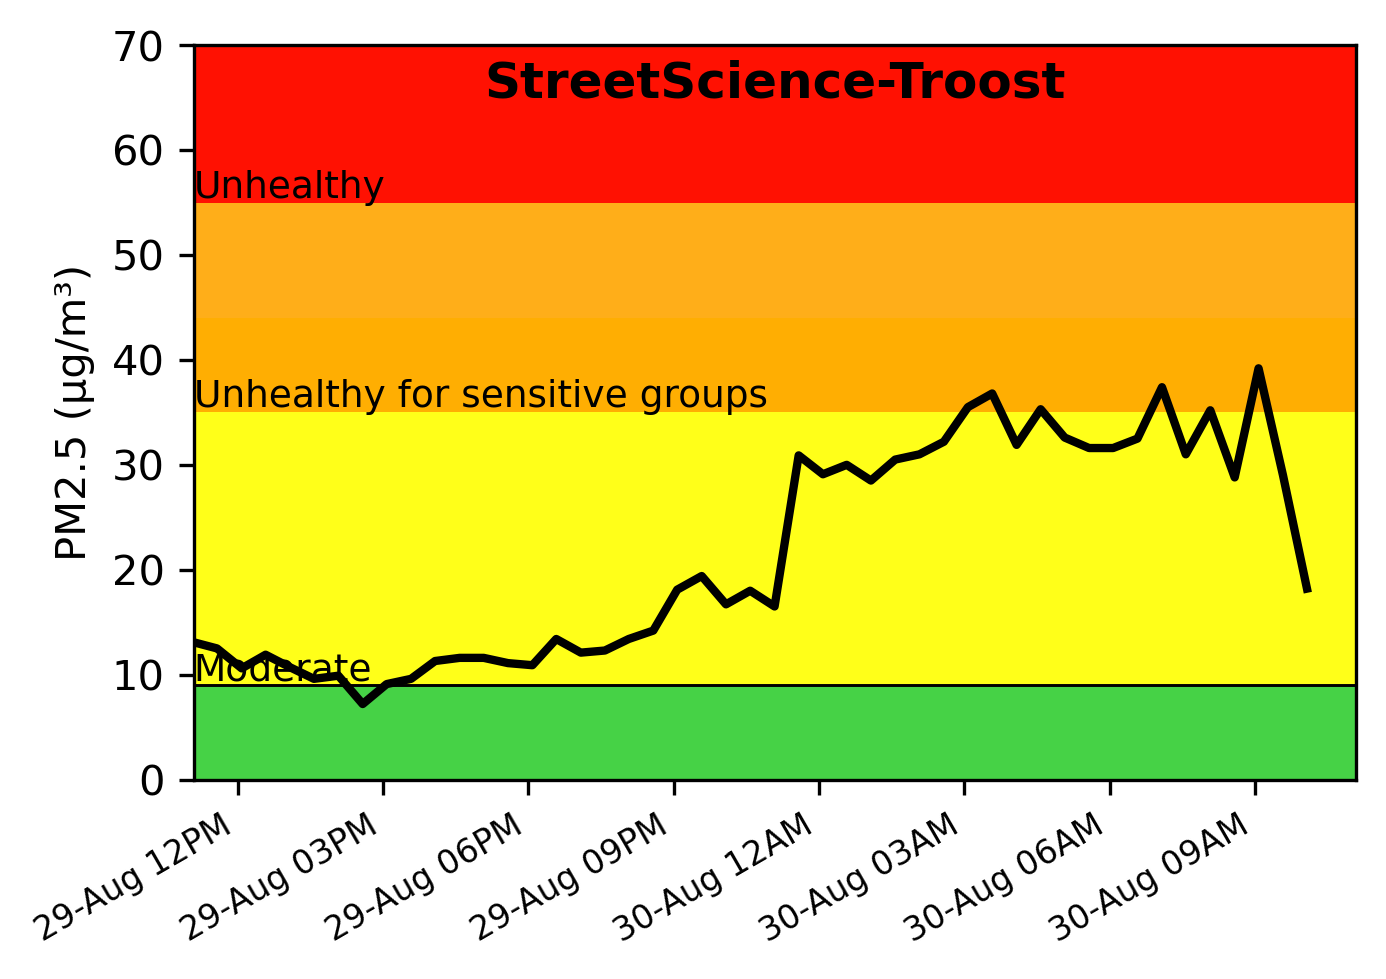 StreetScience-Troost
70
60
50
40
30
20
10
0
PM2.5 (µg/m³)
Unhealthy
Unhealthy for sensitive groups
Moderate
29-Aug 12PM
29-Aug 03PM
29-Aug 06PM
29-Aug 09PM
30-Aug 12AM
30-Aug 03AM
30-Aug 06AM
30-Aug 09AM